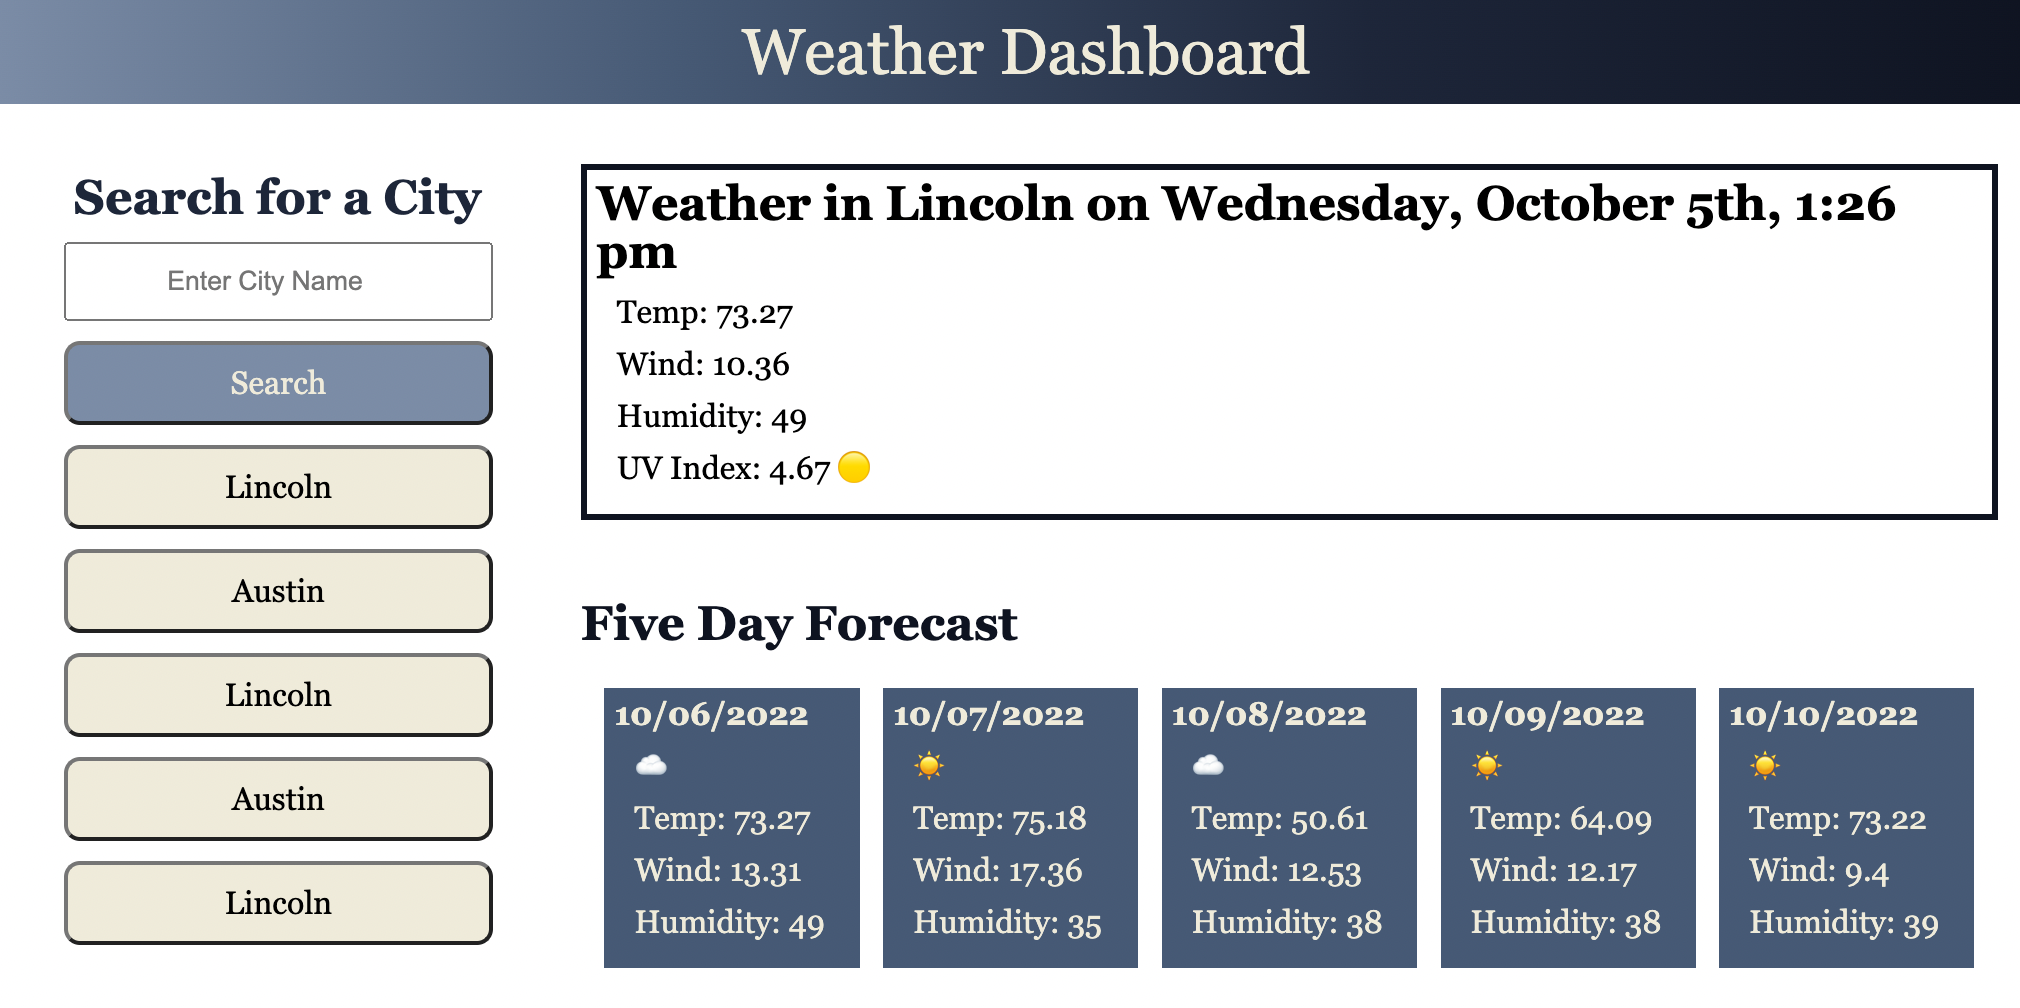 Weather Dashboard
Search for a City
Enter City Name
Search
Lincoln
Austin
Lincoln
Austin
Lincoln
Weather in Lincoln on Wednesday, October 5th, 1:26
pm
Temp: 73.27
Wind: 10.36
Humidity: 49
UV Index: 4.67
Five Day Forecast
10/06/2022
Temp: 73.27
Wind: 13.31
Humidity: 49
10/07/2022
Temp: 75.18
Wind: 17.36
Humidity: 35
10/08/2022
Temp: 50.61
Wind: 12.53
Humidity: 38
10/09/2022
Temp: 64.09
Wind: 12.17
Humidity: 38
10/10/2022
Temp: 73.22
Wind: 9.4
Humidity: 39